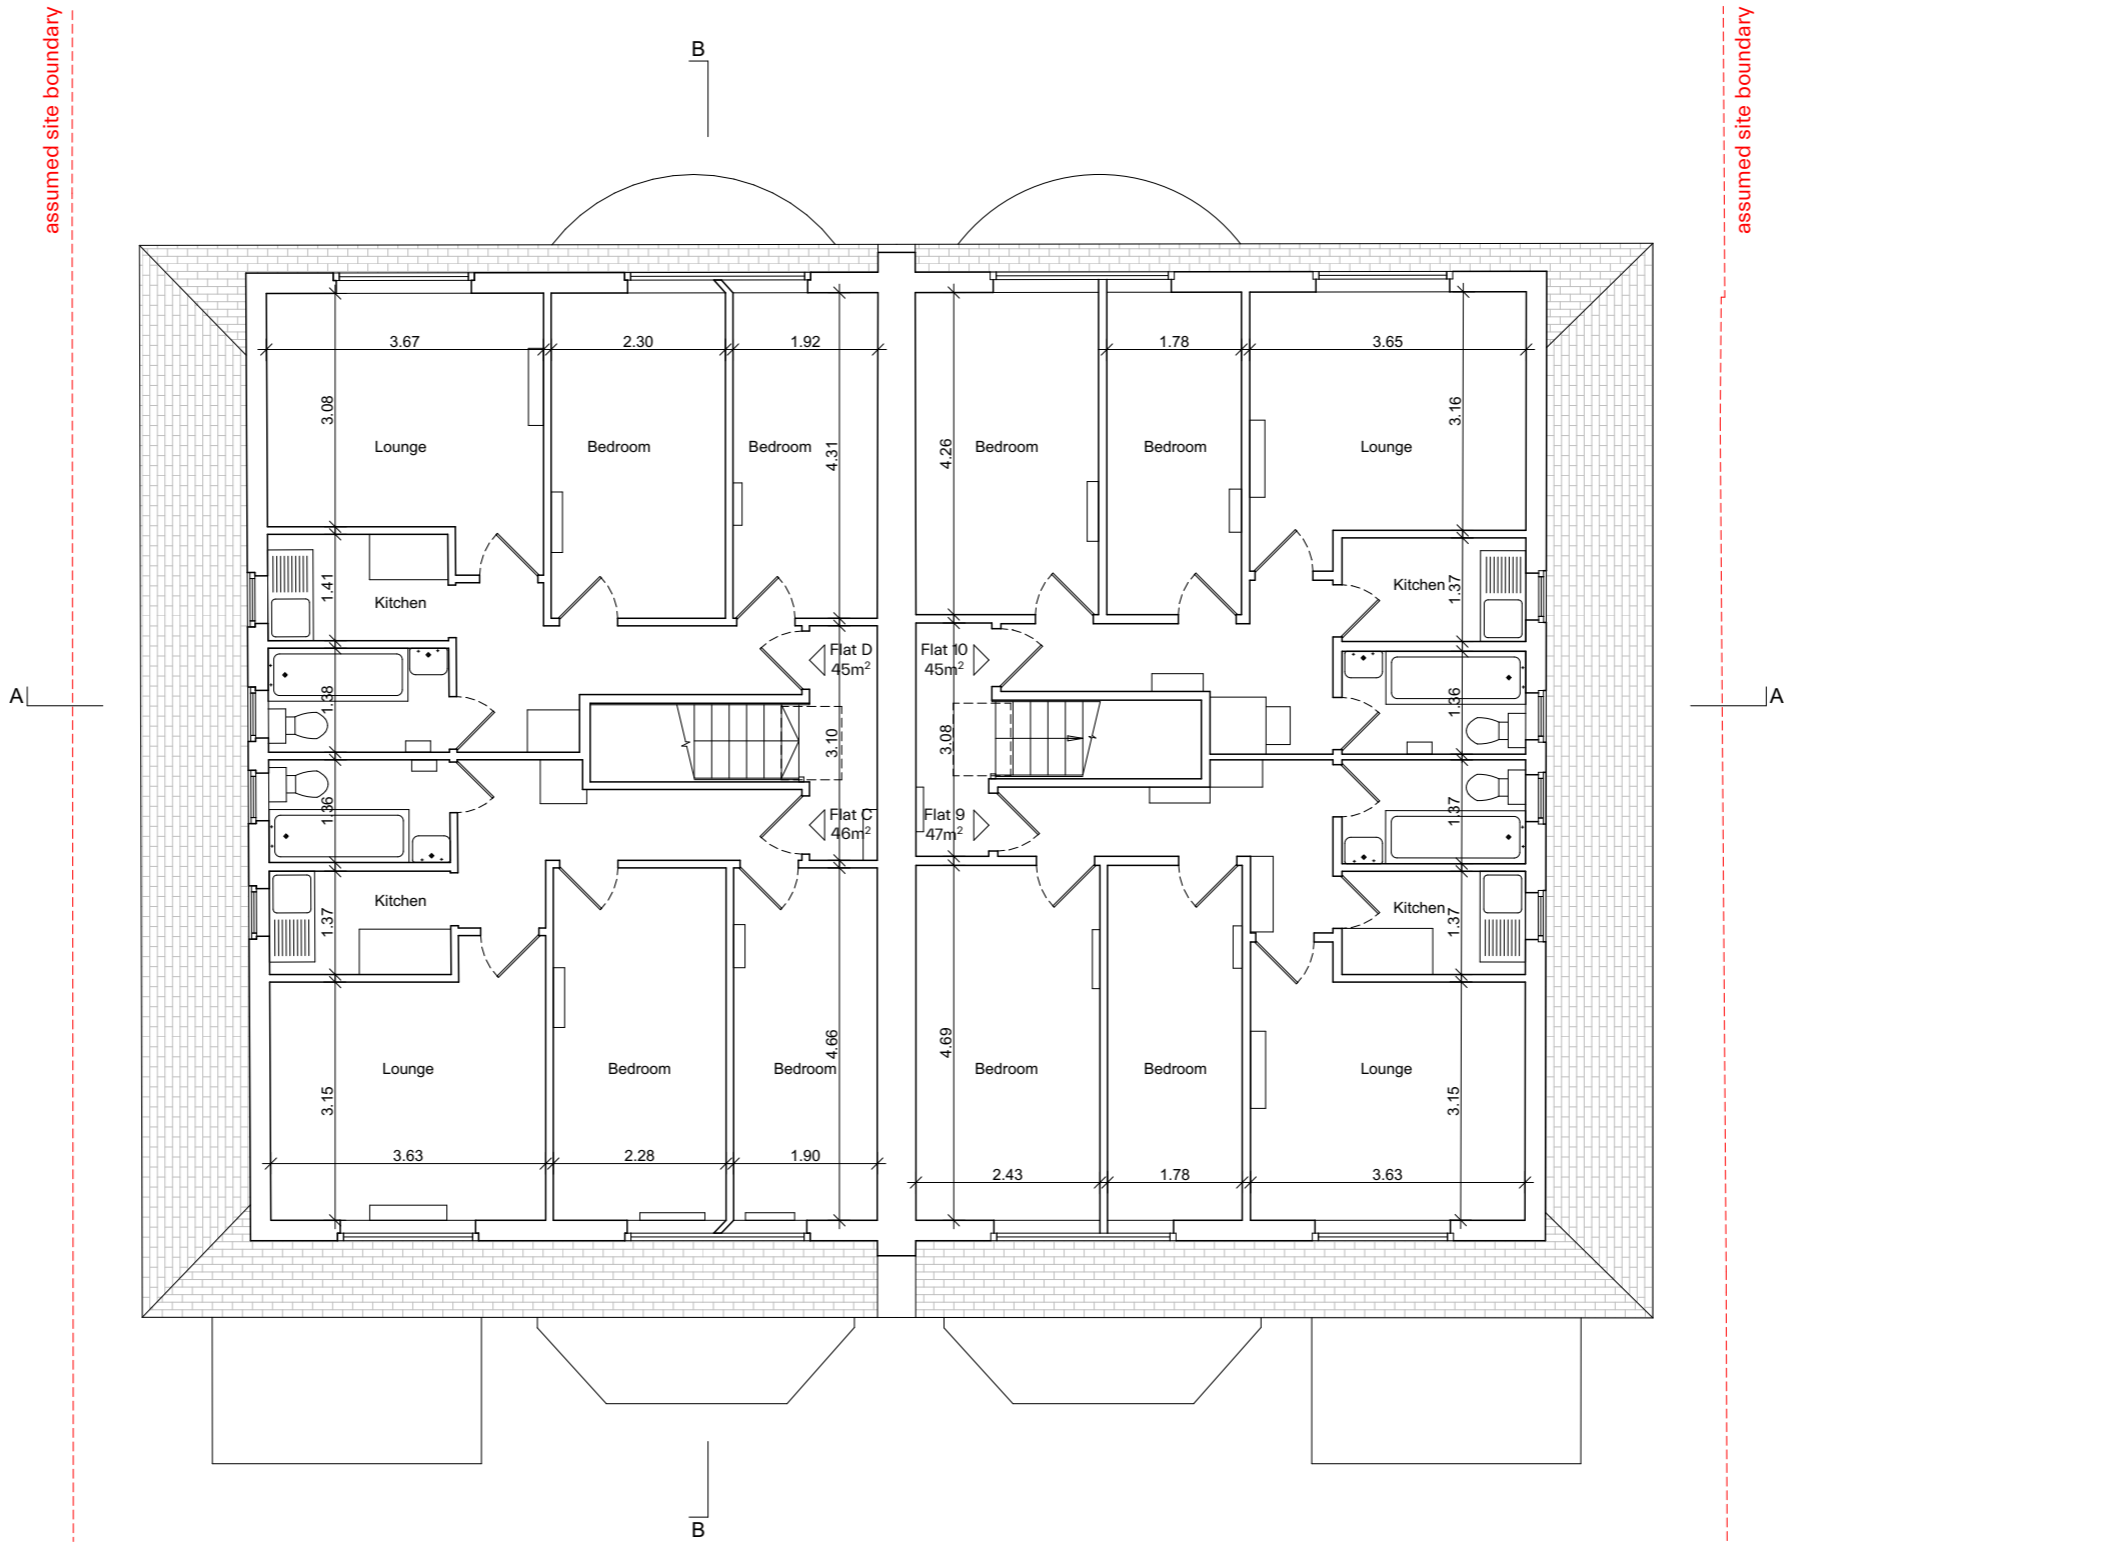 assumed site boundary
assumed site boundary
B
3.67
2.30
1.92
1.78
3.65
3.08
4.31
4.26
3.16
Lounge
Bedroom
Bedroom
Bedroom
Bedroom
Lounge
1.41
Kitchen
Kitchen
1.37
Flat D
45m²
Flat 10
45m²
A
1.38
3.10
3.08
1.36
A
1.36
Flat C
46m²
Flat 9
47m²
1.37
Kitchen
1.37
Kitchen
1.37
Lounge
Bedroom
Bedroom
4.66
4.69
Bedroom
Bedroom
Lounge
3.15
3.15
3.63
2.28
1.90
2.43
1.78
3.63
B